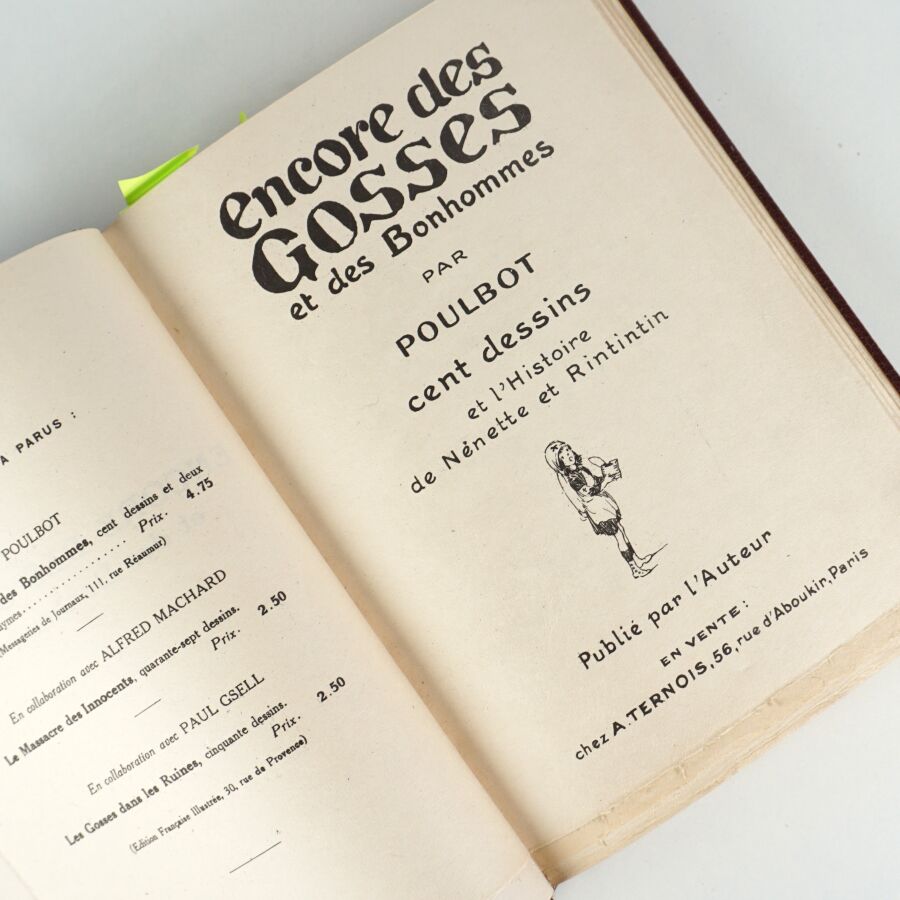 A PARUS :
POULBOT
des Bonhommes, cent dessins et deux
ymes.................. Prix. 4.75
(Messageries de Journaux, 111, rue Réaumur)
En collaboration avec ALFRED MACHARD
Le Massacre des Innocents, quarante-sept dessins.
Prix. 2.50
En collaboration avec PAUL GSELL
Les Gosses dans les Ruines, cinquante dessins.
Prix. 2.50
(Edition Française Illustrée, 30, rue de Provence)
encore des
GOSSES
et des Bonhommes
PAR
POULBOT
cent dessins
et l'Histoire
de Nénette et Rintintin
Publié par l'Auteur
EN VENTE :
chez A. TERNOIS, 56, rue d'Aboukir, Paris